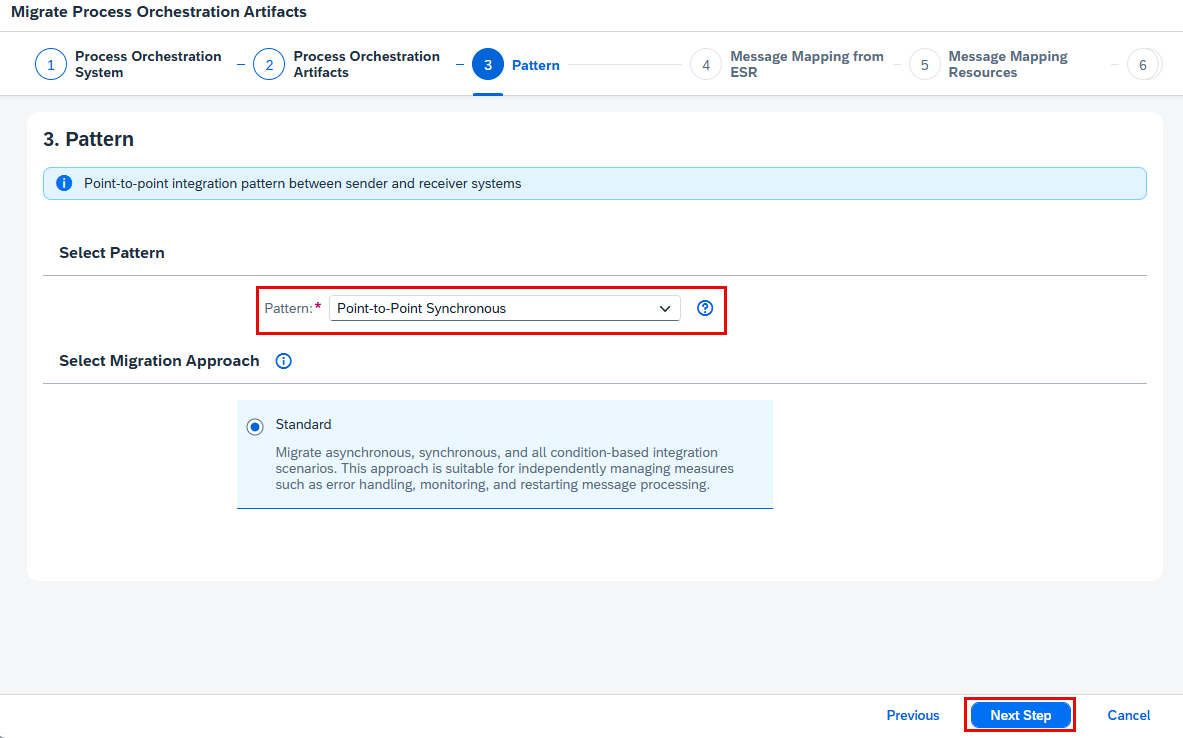 Migrate Process Orchestration Artifacts
1 Process Orchestration System
2 Process Orchestration Artifacts
3 Pattern
4 Message Mapping from ESR
5 Message Mapping Resources
6
3. Pattern
Point-to-point integration pattern between sender and receiver systems
Select Pattern
Pattern:* Point-to-Point Synchronous
Select Migration Approach
Standard
Migrate asynchronous, synchronous, and all condition-based integration
scenarios. This approach is suitable for independently managing measures
such as error handling, monitoring, and restarting message processing.
Previous Next Step Cancel